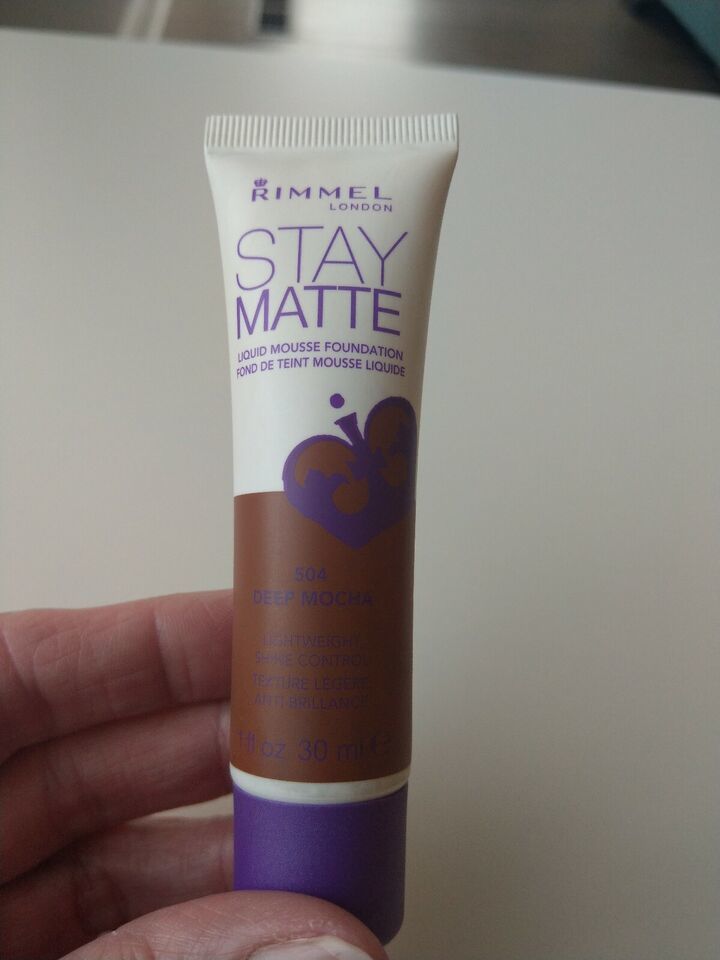 RIMMEL
LONDON
STAY
MATTE
LIQUID MOUSSE FOUNDATION
FOND DE TEINT MOUSSE LIQUIDE
504
DEEP MOCHA
LIGHTWEIGHT
SHINE CONTROL
TEXTURE LÉGÈRE
ANTI-BRILLANCE
1 fl oz 30 ml e